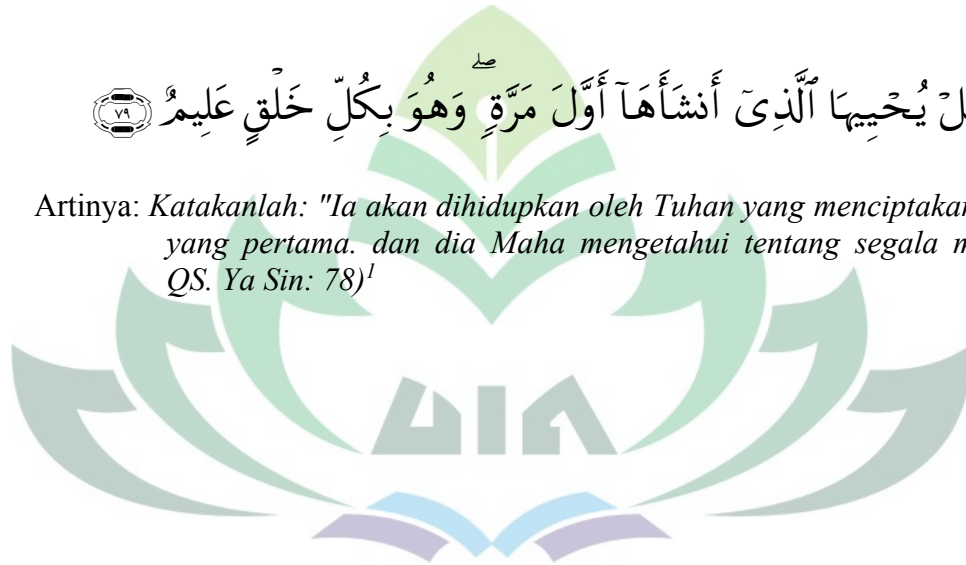 يُحْيِيهَا ٱلَّذِىٓ أَنشَأَهَآ أَوَّلَ مَرَّةٍۖ وَهُوَ بِكُلِّ خَلْقٍ عَلِيمٌ ﴿٧٩﴾
Artinya: Katakanlah: "Ia akan dihidupkan oleh Tuhan yang
yang pertama. dan dia Maha mengetahui tentang segala
QS. Ya Sin: 78)¹